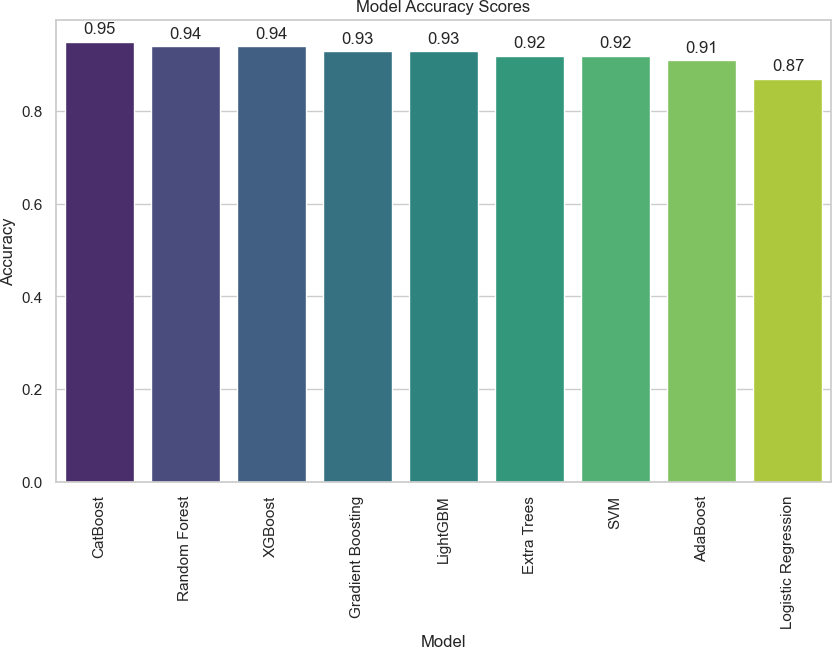 Model Accuracy Scores
0.95
0.94
0.94
0.93
0.93
0.92
0.92
0.91
0.87
Accuracy
0.8
0.6
0.4
0.2
0.0
CatBoost
Random Forest
XGBoost
Gradient Boosting
LightGBM
Extra Trees
SVM
AdaBoost
Logistic Regression
Model